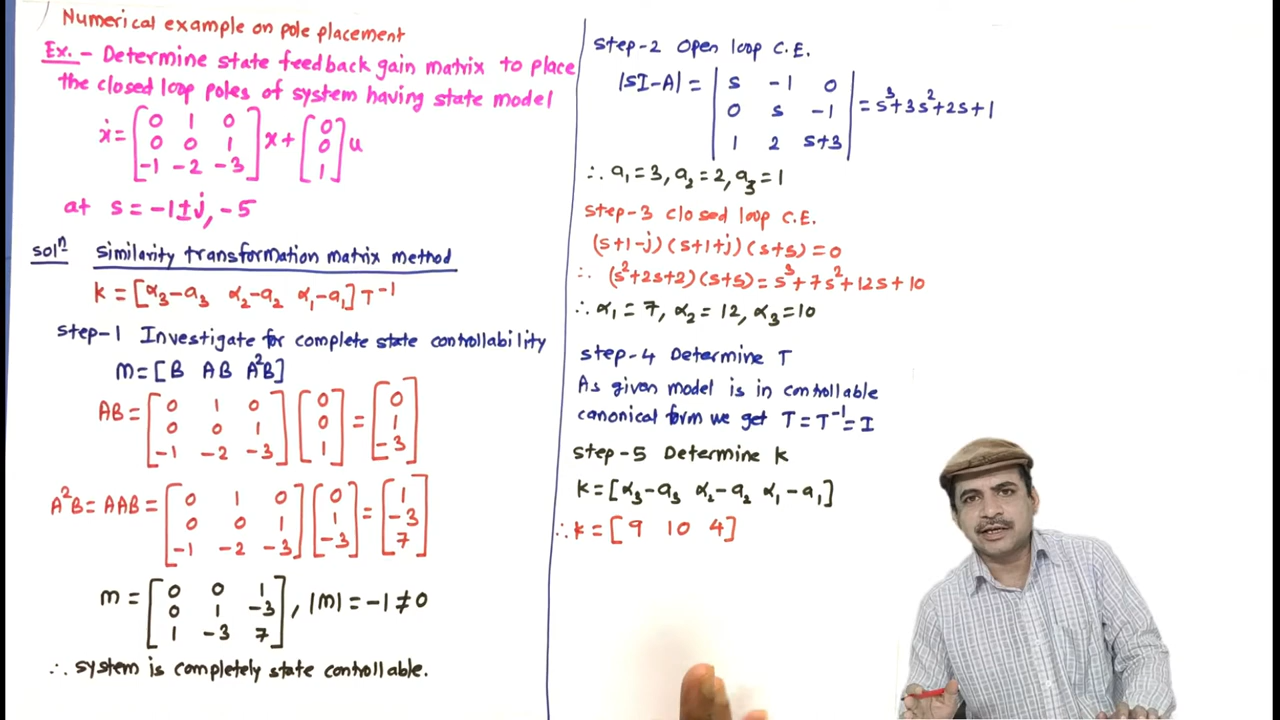 Numerical example on pole placement
Ex. - Determine state feedback gain matrix to place
the closed loop poles of system having state model
ẋ = [0 1 0; 0 0 1; -1 -2 -3] x + [0; 0; 1] u
at s = -1±j, -5
solⁿ Similarity transformation matrix method
K = [α₃-a₃ α₂-a₂ α₁-a₁] T⁻¹
step-1 Investigate for complete state controllability
m = [B AB A²B]
AB = [0 1 0; 0 0 1; -1 -2 -3] [0; 0; 1] = [0; 1; -3]
A²B = AAB = [0 1 0; 0 0 1; -1 -2 -3] [0; 1; -3] = [1; -3; 7]
m = [0 0 1; 0 1 -3; 1 -3 7], |m| = -1 ≠ 0
∴ system is completely state controllable.
step-2 Open loop C.E.
|SI-A| = |s -1 0; 0 s -1; 1 2 s+3| = s³+3s²+2s+1
∴ a₁=3, a₂=2, a₃=1
step-3 closed loop C.E.
(s+1-j)(s+1+j)(s+5)=0
∴ (s²+2s+2)(s+5)=s³+7s²+12s+10
∴ α₁=7, α₂=12, α₃=10
step-4 Determine T
As given model is in controllable
canonical form we get T=T⁻¹=I
step-5 Determine K
K=[α₃-a₃ α₂-a₂ α₁-a₁]
∴ K = [9 10 4]